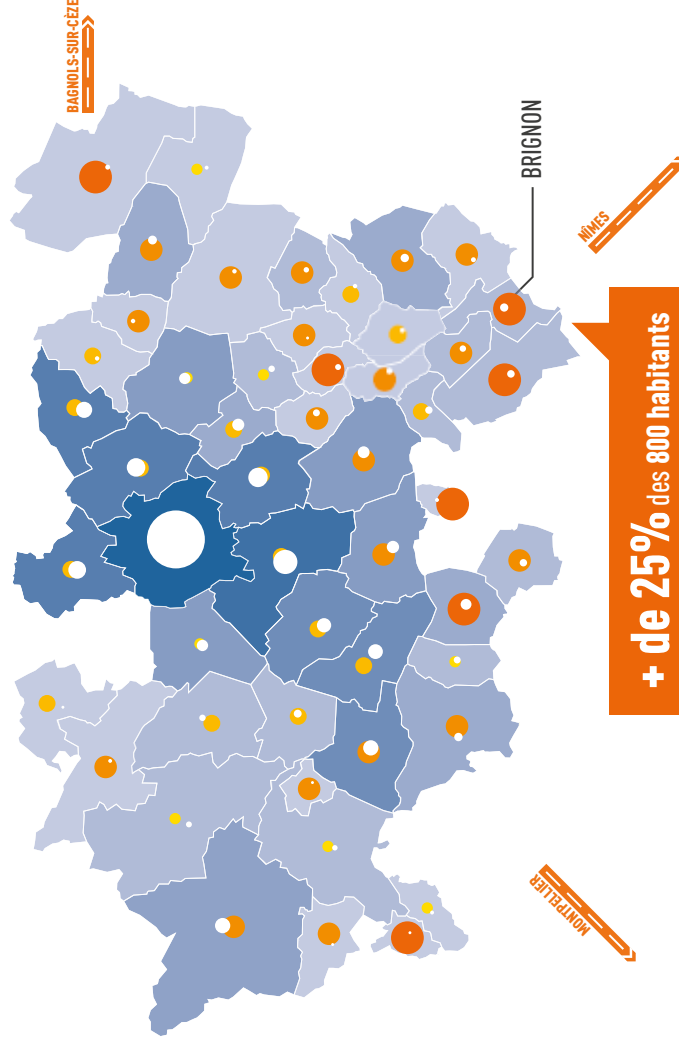 BAGNOLS-SUR-CÈZE
BRIGNON
NÎMES
+ de 25% des 800 habitants
MONTPELLIER